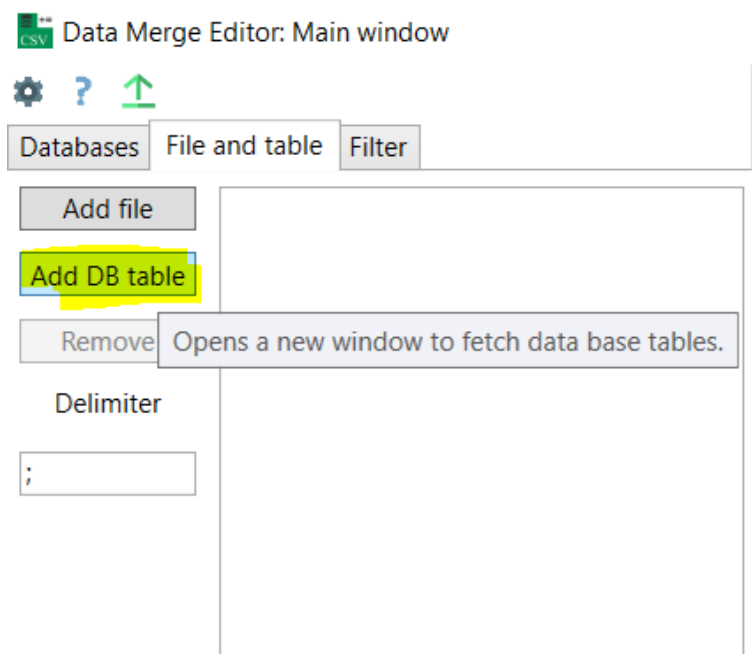 CSV Data Merge Editor: Main window
?
Databases File and table Filter
Add file
Add DB table
Remove
Opens a new window to fetch data base tables.
Delimiter
;